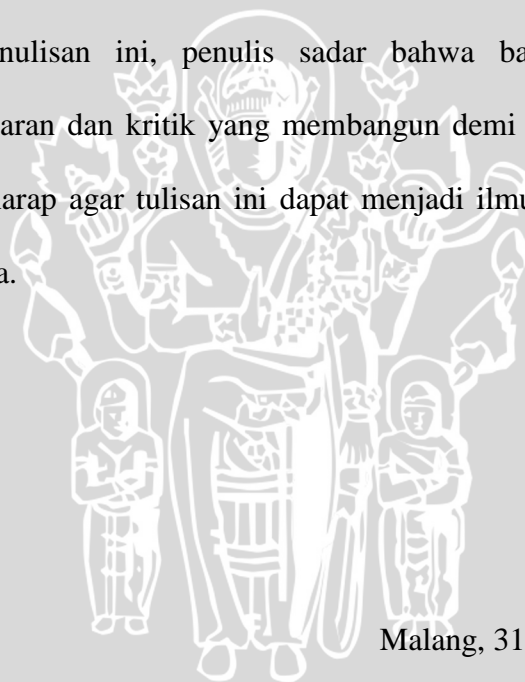 nulisan ini, penulis sadar bahwa ba
aran dan kritik yang membangun demi
arap agar tulisan ini dapat menjadi ilmu
a.
Malang, 31